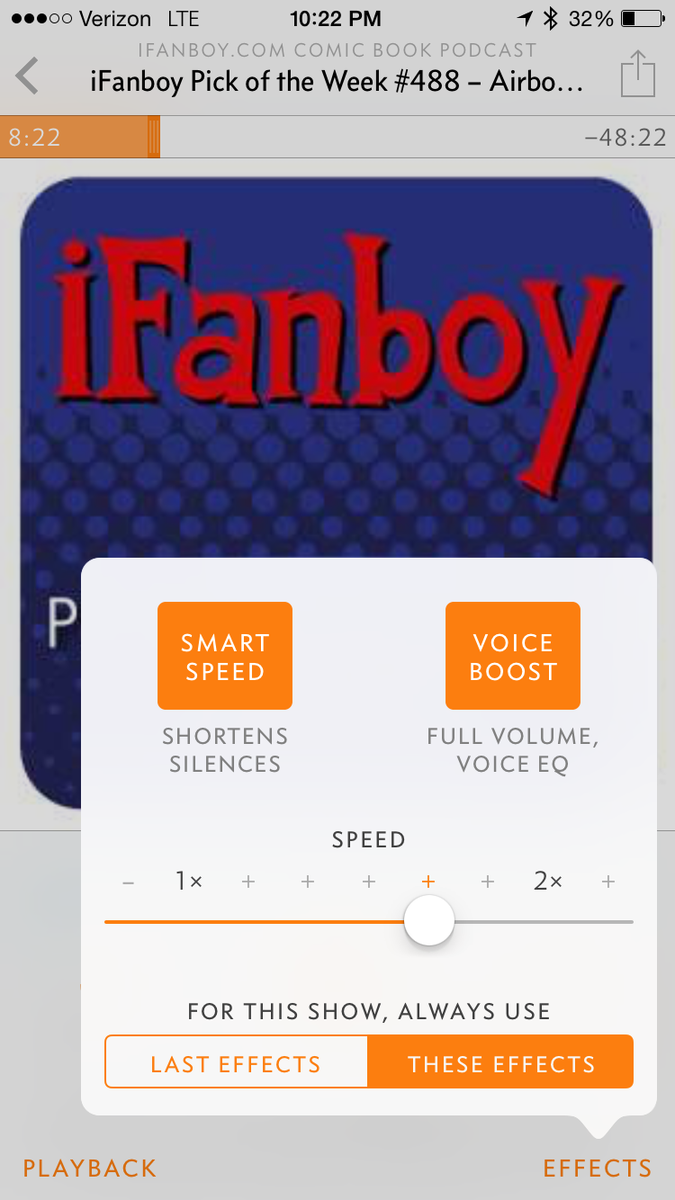 Verizon LTE 10:22 PM 32%
IFANBOY.COM COMIC BOOK PODCAST
iFanboy Pick of the Week #488 – Airbo...
8:22 −48:22
iFanboy
P
SMART SPEED
SHORTENS SILENCES
VOICE BOOST
FULL VOLUME, VOICE EQ
SPEED
– 1× + + + + + 2× +
FOR THIS SHOW, ALWAYS USE
LAST EFFECTS THESE EFFECTS
PLAYBACK EFFECTS